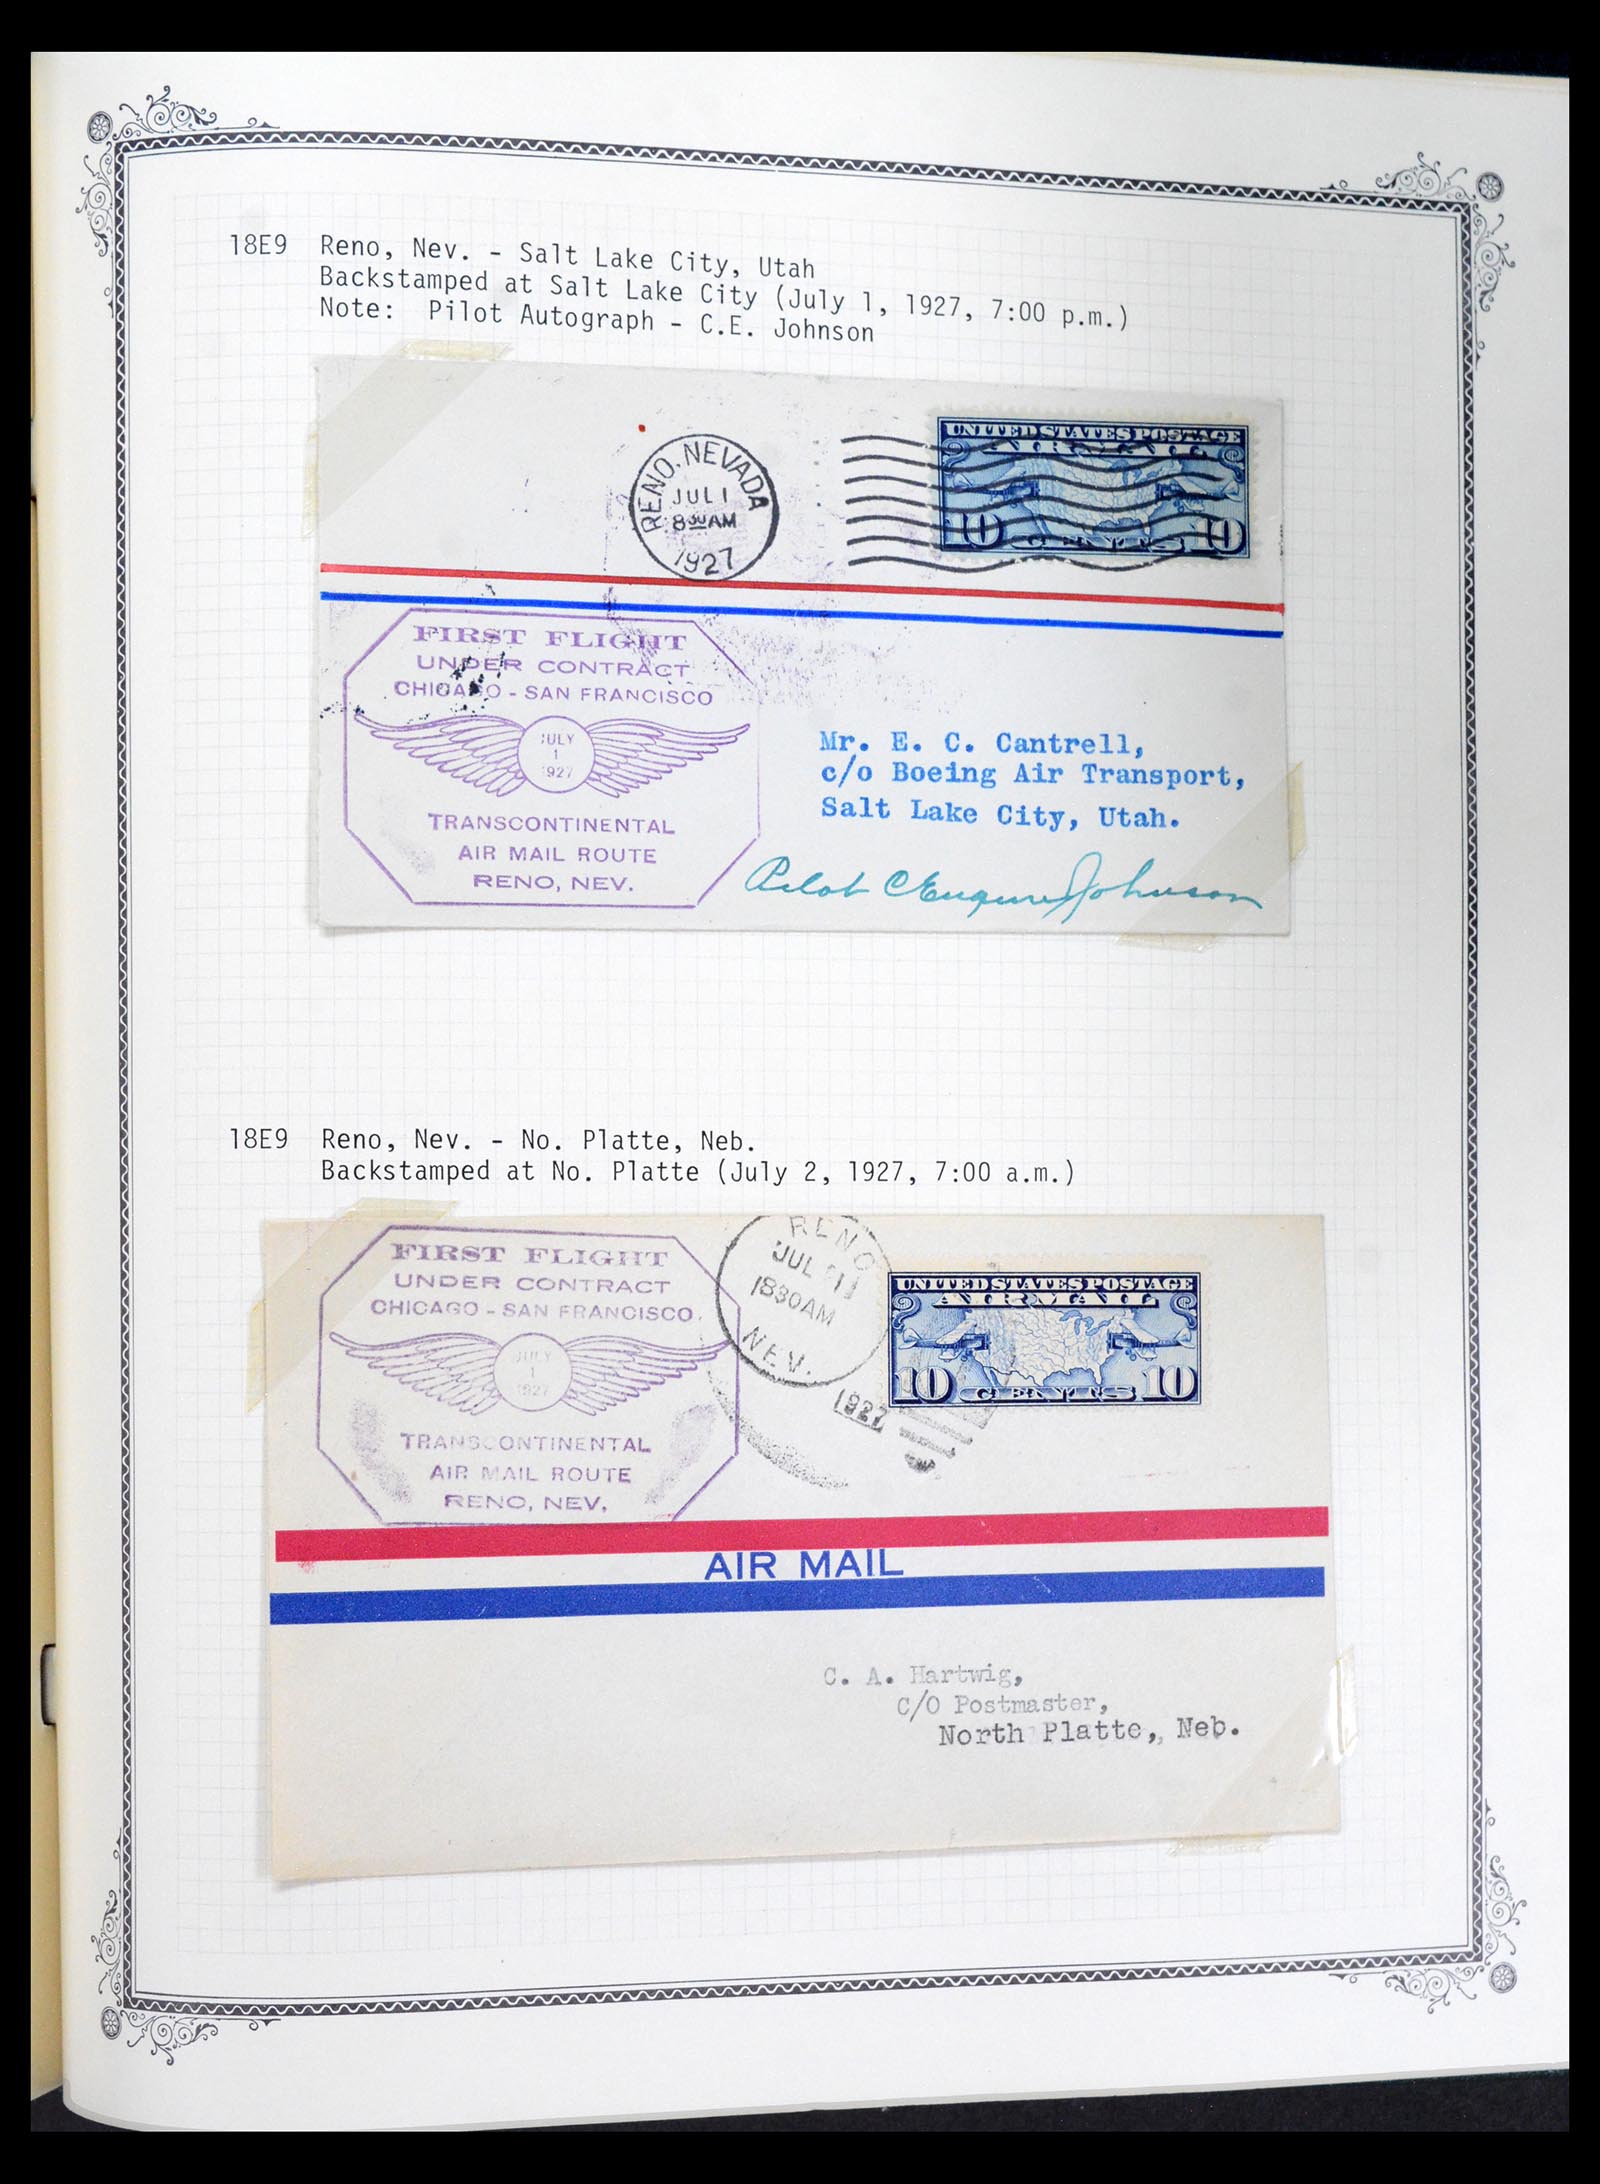 18E9 Reno, Nev. - Salt Lake City, Utah
Backstamped at Salt Lake City (July 1, 1927, 7:00 p.m.)
Note: Pilot Autograph - C.E. Johnson
RENO, NEVADA
JUL 1
8 30 AM
1927
UNITED STATES POSTAGE
AIR MAIL
10 CENTS 10
FIRST FLIGHT
UNDER CONTRACT
CHICAGO - SAN FRANCISCO
JULY
1
1927
TRANSCONTINENTAL
AIR MAIL ROUTE
RENO, NEV.
Mr. E. C. Cantrell,
c/o Boeing Air Transport,
Salt Lake City, Utah.
Pilot C Eugene Johnson
18E9 Reno, Nev. - No. Platte, Neb.
Backstamped at No. Platte (July 2, 1927, 7:00 a.m.)
FIRST FLIGHT
UNDER CONTRACT
CHICAGO - SAN FRANCISCO
JULY
1
1927
TRANSCONTINENTAL
AIR MAIL ROUTE
RENO, NEV.
RENO
JUL 1
830AM
NEV.
1927
UNITED STATES POSTAGE
AIR MAIL
10 CENTS 10
AIR MAIL
C. A. Hartwig,
C/O Postmaster,
North Platte, Neb.